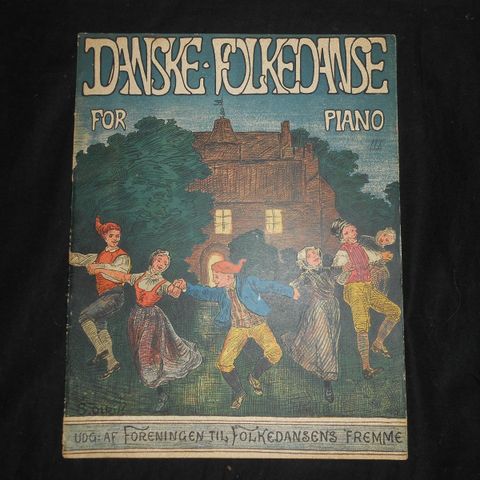 DANSKE · FOLKEDANSE
FOR PIANO
UDG: AF FORENINGEN TIL FOLKEDANSENS FREMME